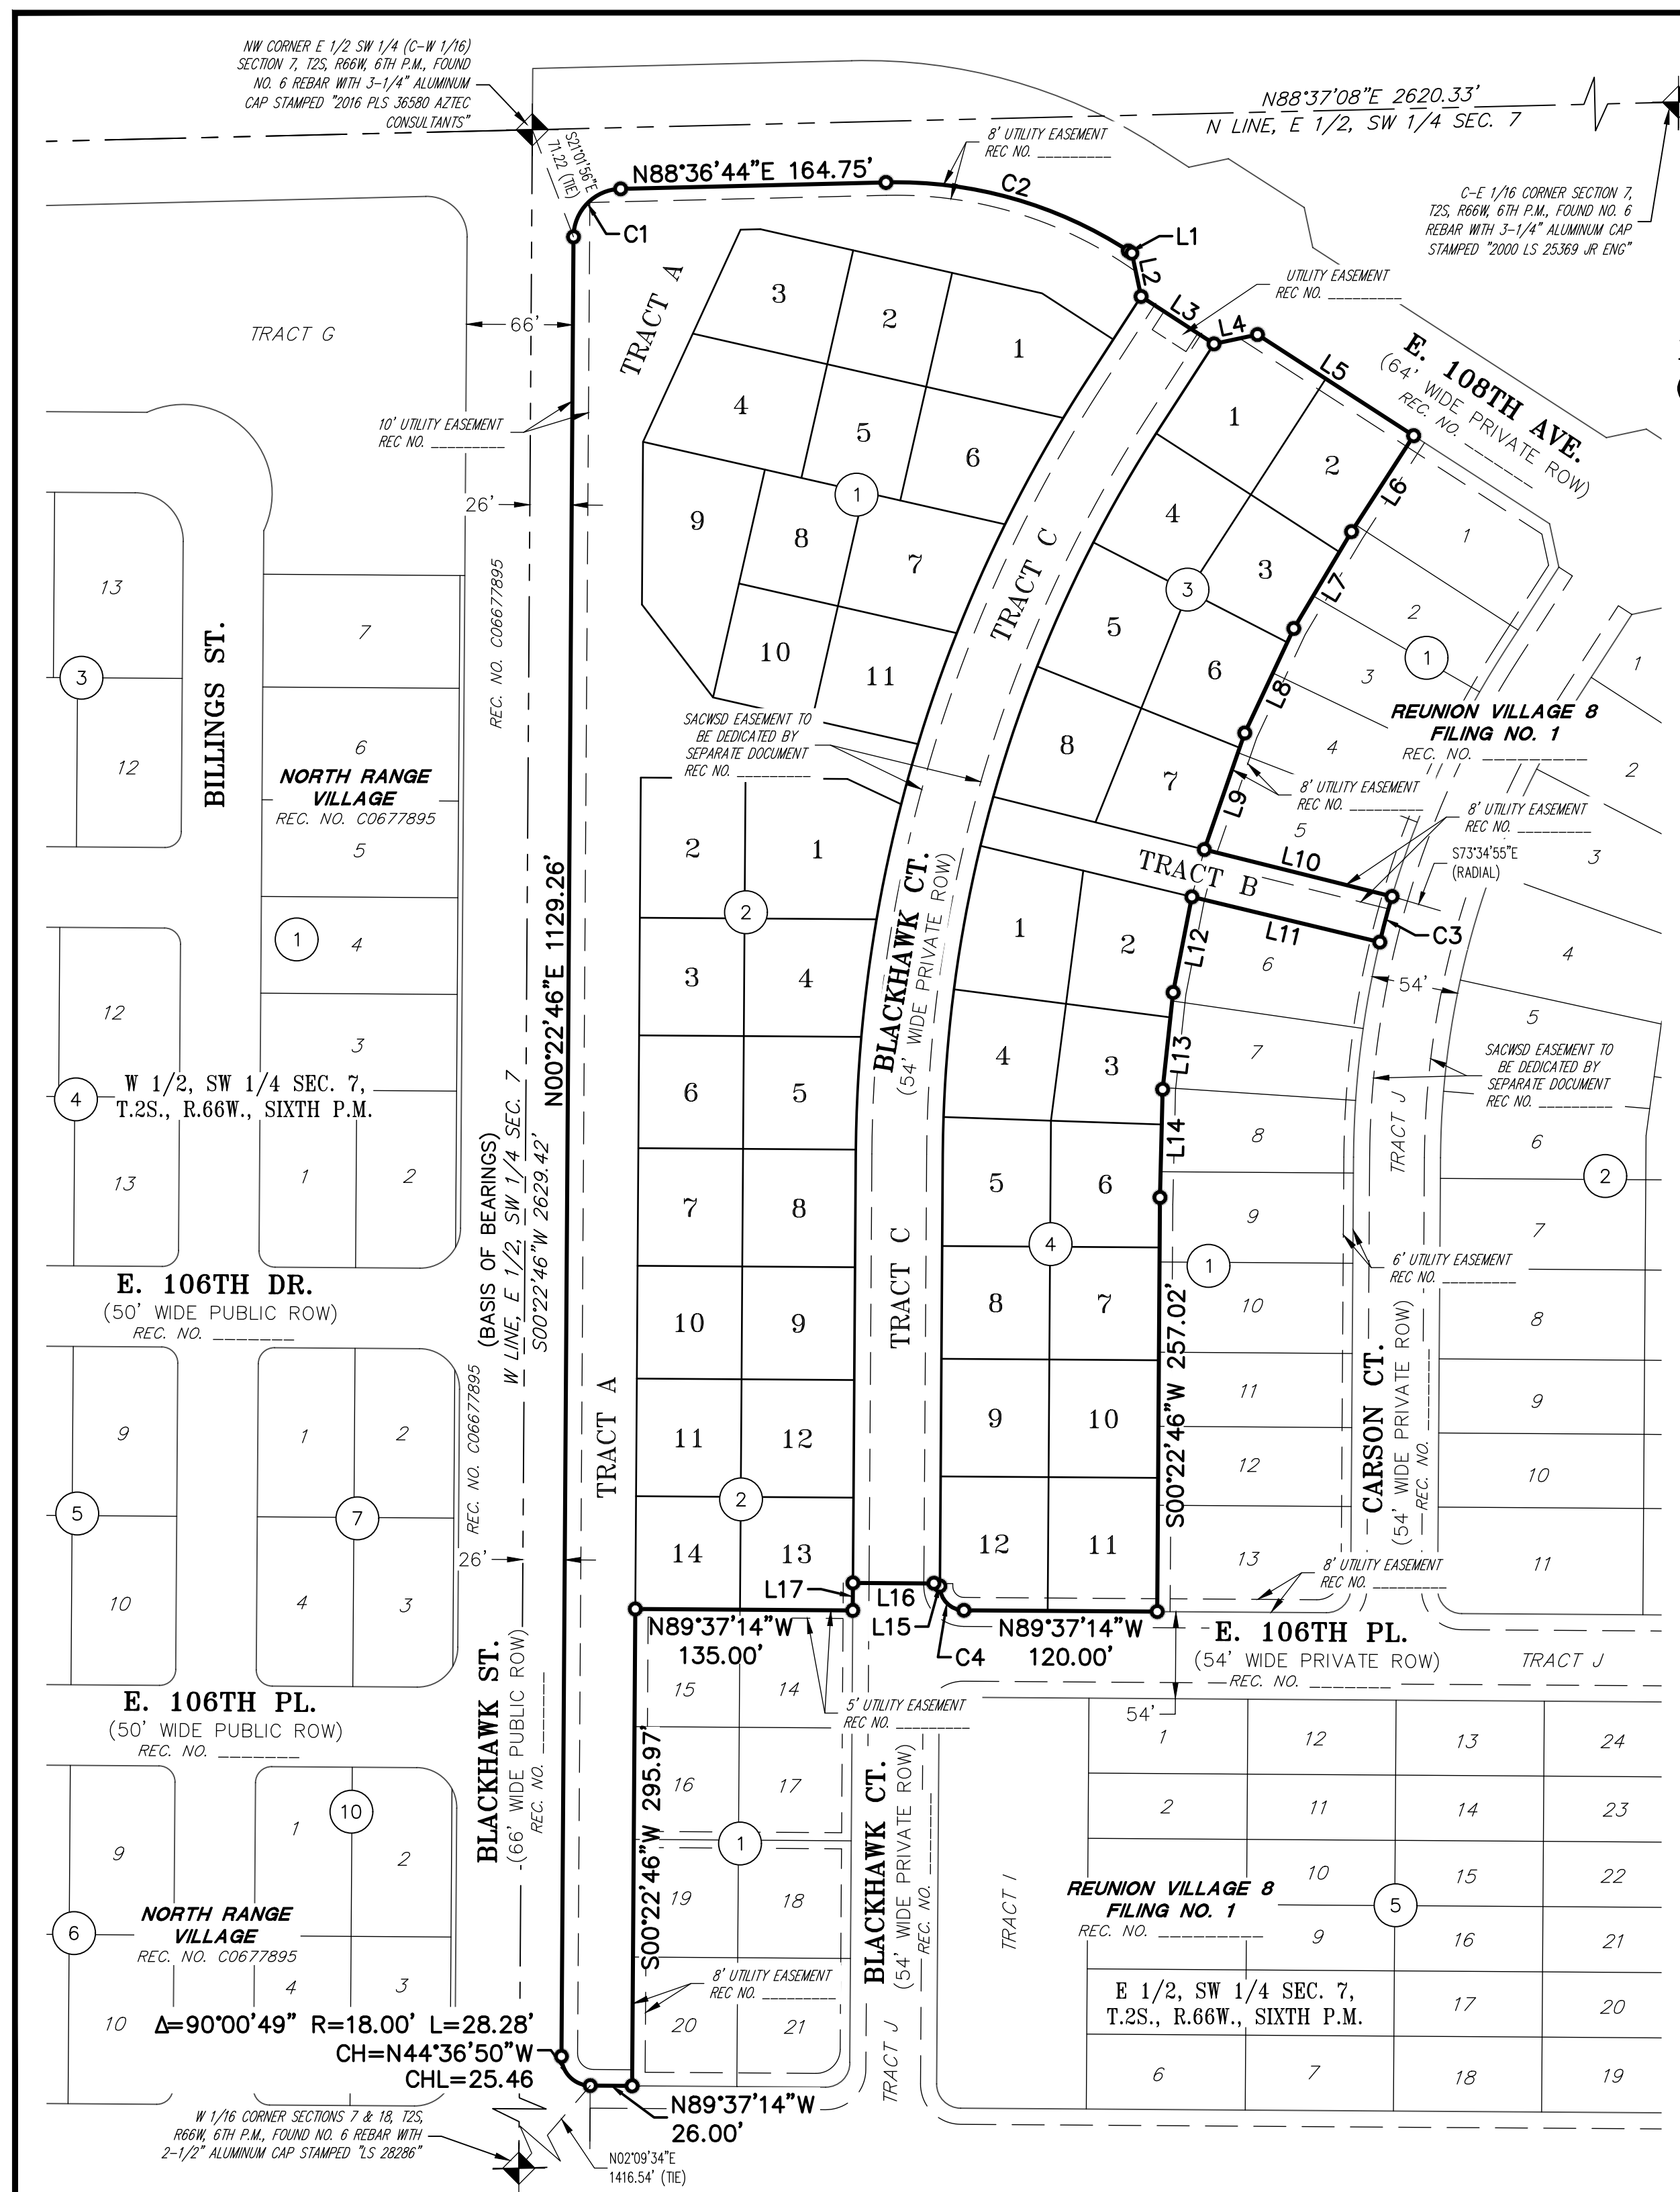 NW CORNER E 1/2 SW 1/4 (C-W 1/16)
SECTION 7, T2S, R66W, 6TH P.M., FOUND
NO. 6 REBAR WITH 3-1/4" ALUMINUM
CAP STAMPED "2016 PLS 36580 AZTEC
CONSULTANTS"
S21°01'56"E
71.22 (TIE)
N88°37'08"E 2620.33'
N LINE, E 1/2, SW 1/4 SEC. 7
8' UTILITY EASEMENT
REC NO. _________
C-E 1/16 CORNER SECTION 7,
T2S, R66W, 6TH P.M., FOUND NO. 6
REBAR WITH 3-1/4" ALUMINUM CAP
STAMPED "2000 LS 25369 JR ENG"
N88°36'44"E 164.75'
C1
C2
L1
L2
L3
L4
L5
UTILITY EASEMENT
REC NO. _________
E. 108TH AVE.
(64' WIDE PRIVATE ROW)
REC. NO. _______
TRACT G
66'
TRACT A
3
2
1
4
5
6
1
9
8
7
10
11
10' UTILITY EASEMENT
REC NO. _________
26'
REC. NO. C06677895
TRACT C
1
2
4
3
3
5
6
8
7
L6
L7
L8
L9
1
2
1
3
4
5
1
2
3
4
5
REUNION VILLAGE 8
FILING NO. 1
REC. NO. _________
13
3
12
BILLINGS ST.
7
6
NORTH RANGE
VILLAGE
REC. NO. C0677895
5
1
4
3
SACWSD EASEMENT TO
BE DEDICATED BY
SEPARATE DOCUMENT
REC NO. _________
8' UTILITY EASEMENT
REC NO. _________
8' UTILITY EASEMENT
REC NO. _________
S73°34'55"E
(RADIAL)
TRACT B
L10
L11
C3
L12
L13
L14
54'
SACWSD EASEMENT TO
BE DEDICATED BY
SEPARATE DOCUMENT
REC NO. _________
N00°22'46"E 1129.26'
2
1
2
3
4
6
5
7
8
10
9
11
12
2
14
13
BLACKHAWK CT.
(54' WIDE PRIVATE ROW)
TRACT C
1
2
4
3
5
6
4
8
7
9
10
12
11
6
7
8
9
1
10
11
12
13
TRACT J
6
2
7
8
9
10
11
12
4
W 1/2, SW 1/4 SEC. 7,
T.2S., R.66W., SIXTH P.M.
13
1
2
(BASIS OF BEARINGS)
W LINE, E 1/2, SW 1/4 SEC. 7
S00°22'46"W 2629.42'
6' UTILITY EASEMENT
REC NO. _________
E. 106TH DR.
(50' WIDE PUBLIC ROW)
REC. NO. _______
S00°22'46"W 257.02'
CARSON CT.
(54' WIDE PRIVATE ROW)
REC. NO. _______
9
5
10
1
2
7
4
3
REC. NO. C06677895
TRACT A
26'
8' UTILITY EASEMENT
REC NO. _________
L17
L16
L15
C4
N89°37'14"W
135.00'
N89°37'14"W
120.00'
E. 106TH PL.
(54' WIDE PRIVATE ROW)
REC. NO. _______
TRACT J
54'
E. 106TH PL.
(50' WIDE PUBLIC ROW)
REC. NO. _______
BLACKHAWK ST.
(66' WIDE PUBLIC ROW)
REC. NO. _______
15
14
5' UTILITY EASEMENT
REC NO. _________
S00°22'46"W 295.97'
16
17
1
19
18
8' UTILITY EASEMENT
REC NO. _________
20
21
BLACKHAWK CT.
(54' WIDE PRIVATE ROW)
REC. NO. _______
TRACT J
TRACT I
1
12
13
24
2
11
14
23
10
15
22
REUNION VILLAGE 8
FILING NO. 1
REC. NO. _________
5
9
16
21
E 1/2, SW 1/4 SEC. 7,
T.2S., R.66W., SIXTH P.M.
17
20
6
7
18
19
9
1
10
2
6
NORTH RANGE
VILLAGE
REC. NO. C0677895
4
3
10
Δ=90°00'49" R=18.00' L=28.28'
CH=N44°36'50"W
CHL=25.46
N89°37'14"W
26.00'
W 1/16 CORNER SECTIONS 7 & 18, T2S,
R66W, 6TH P.M., FOUND NO. 6 REBAR WITH
2-1/2" ALUMINUM CAP STAMPED "LS 28286"
N02°09'34"E
1416.54' (TIE)